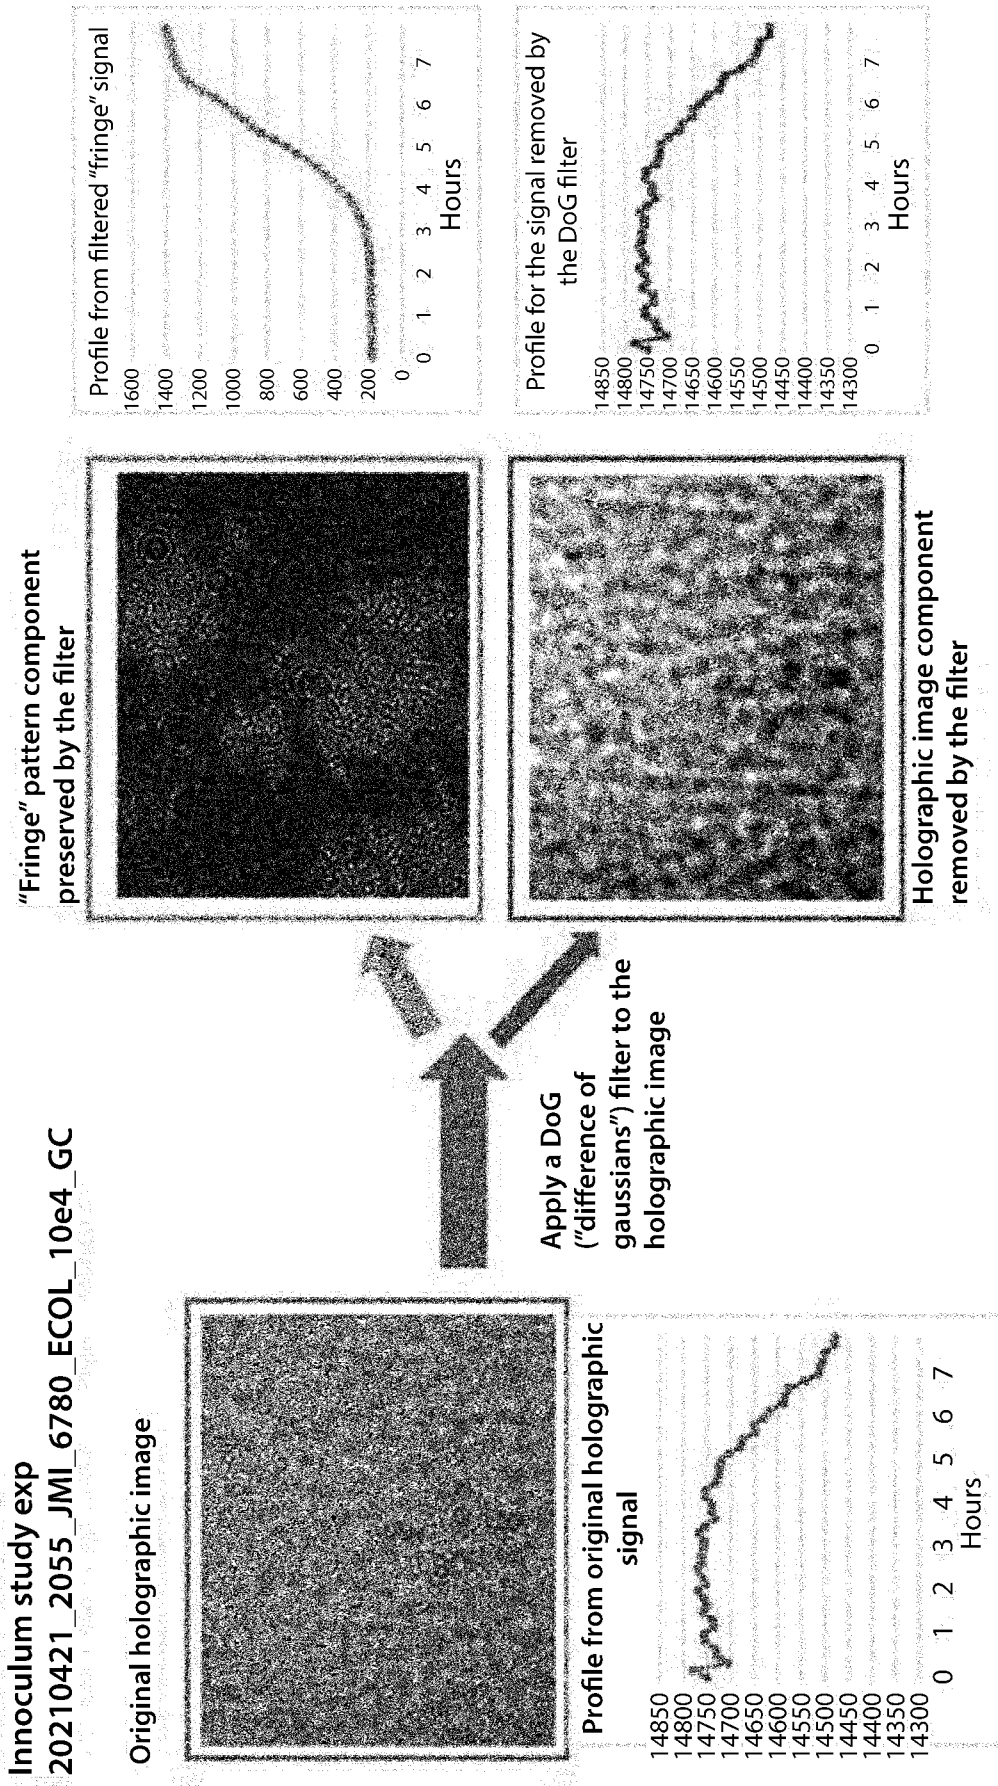 Innoculum study exp
20210421_2055_JMI_6780_ECOL_10e4_GC
Original holographic image
Profile from original holographic
signal
14850
14800
14750
14700
14650
14600
14550
14500
14450
14400
14350
14300
0 1 2 3 4 5 6 7
Hours
Apply a DoG
("difference of
gaussians") filter to the
holographic image
"Fringe" pattern component
preserved by the filter
Holographic image component
removed by the filter
Profile from filtered "fringe" signal
1600
1400
1200
1000
800
600
400
200
0
0 1 2 3 4 5 6 7
Hours
Profile for the signal removed by
the DoG filter
14850
14800
14750
14700
14650
14600
14550
14500
14450
14400
14350
14300
0 1 2 3 4 5 6 7
Hours